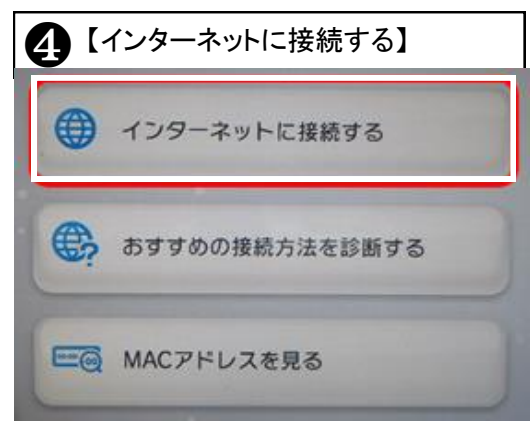 ❹【インターネットに接続する】
インターネットに接続する
おすすめの接続方法を診断する
MACアドレスを見る